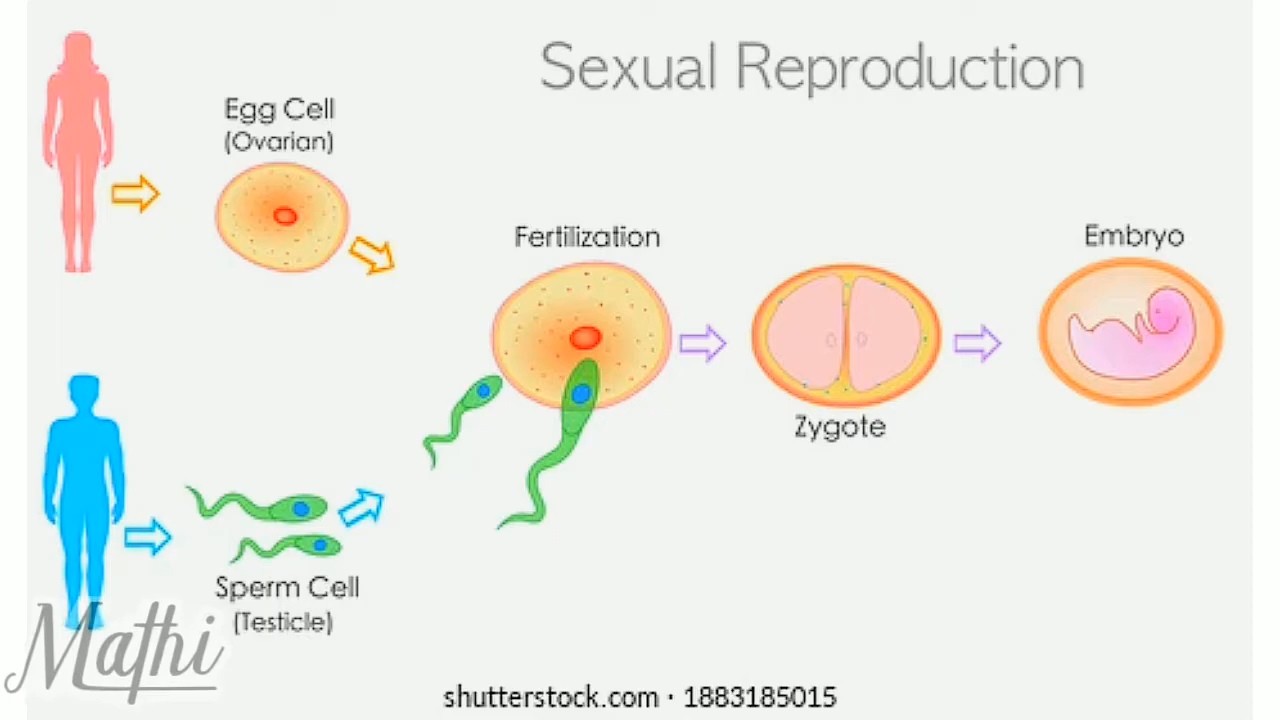 Sexual Reproduction
Egg Cell
(Ovarian)
Fertilization
Embryo
Zygote
Sperm Cell
(Testicle)
Mathi
shutterstock.com · 1883185015